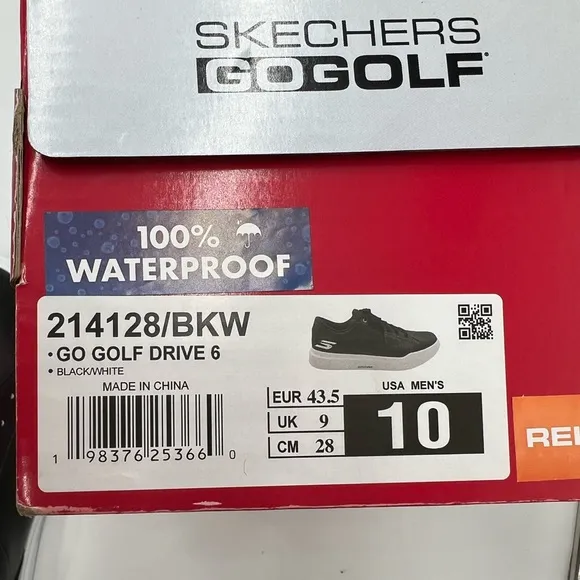 SKECHERS
GOGOLF
100%
WATERPROOF
214128/BKW
• GO GOLF DRIVE 6
• BLACK/WHITE
MADE IN CHINA
1 98376 25366 0
EUR 43.5
UK 9
CM 28
USA MEN'S
10